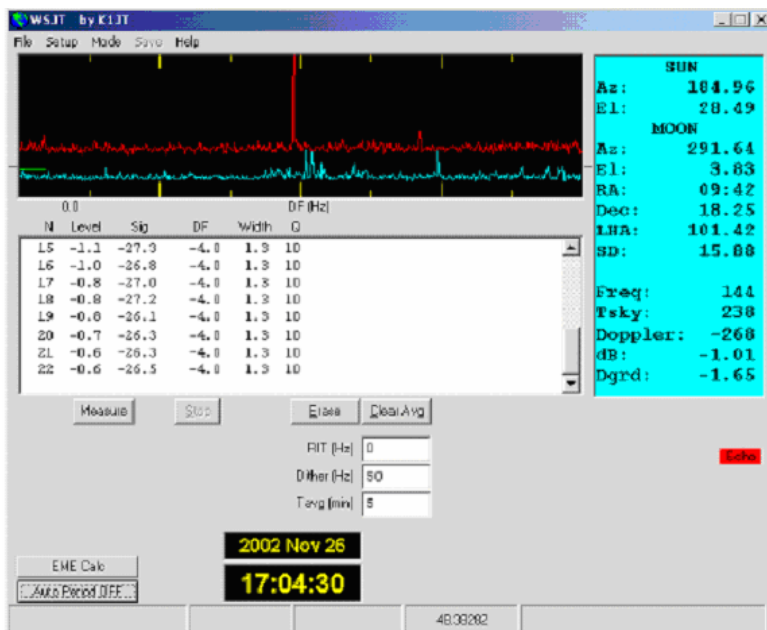 WSJT by K1JT
File Setup Mode Save Help
SUN
Az: 184.96
El: 28.49
MOON
Az: 291.64
El: 3.83
RA: 09:42
Dec: 18.25
LHA: 101.42
SD: 15.88
Freq: 144
Tsky: 238
Doppler: -268
dB: -1.01
Dgrd: -1.65
0.0 DF (Hz)
N Level Sig DF Width Q
15 -1.1 -27.3 -4.0 1.3 10
16 -1.0 -26.8 -4.0 1.3 10
17 -0.8 -27.0 -4.0 1.3 10
18 -0.8 -27.2 -4.0 1.3 10
19 -0.8 -26.1 -4.0 1.3 10
20 -0.7 -26.3 -4.0 1.3 10
21 -0.6 -26.3 -4.0 1.3 10
22 -0.6 -26.5 -4.0 1.3 10
Measure Stop Erase Clear Avg
RIT (Hz) 0
Dither (Hz) 50
Tavg (min) 5
Echo
2002 Nov 26
EME Calc
17:04:30
Auto Period OFF